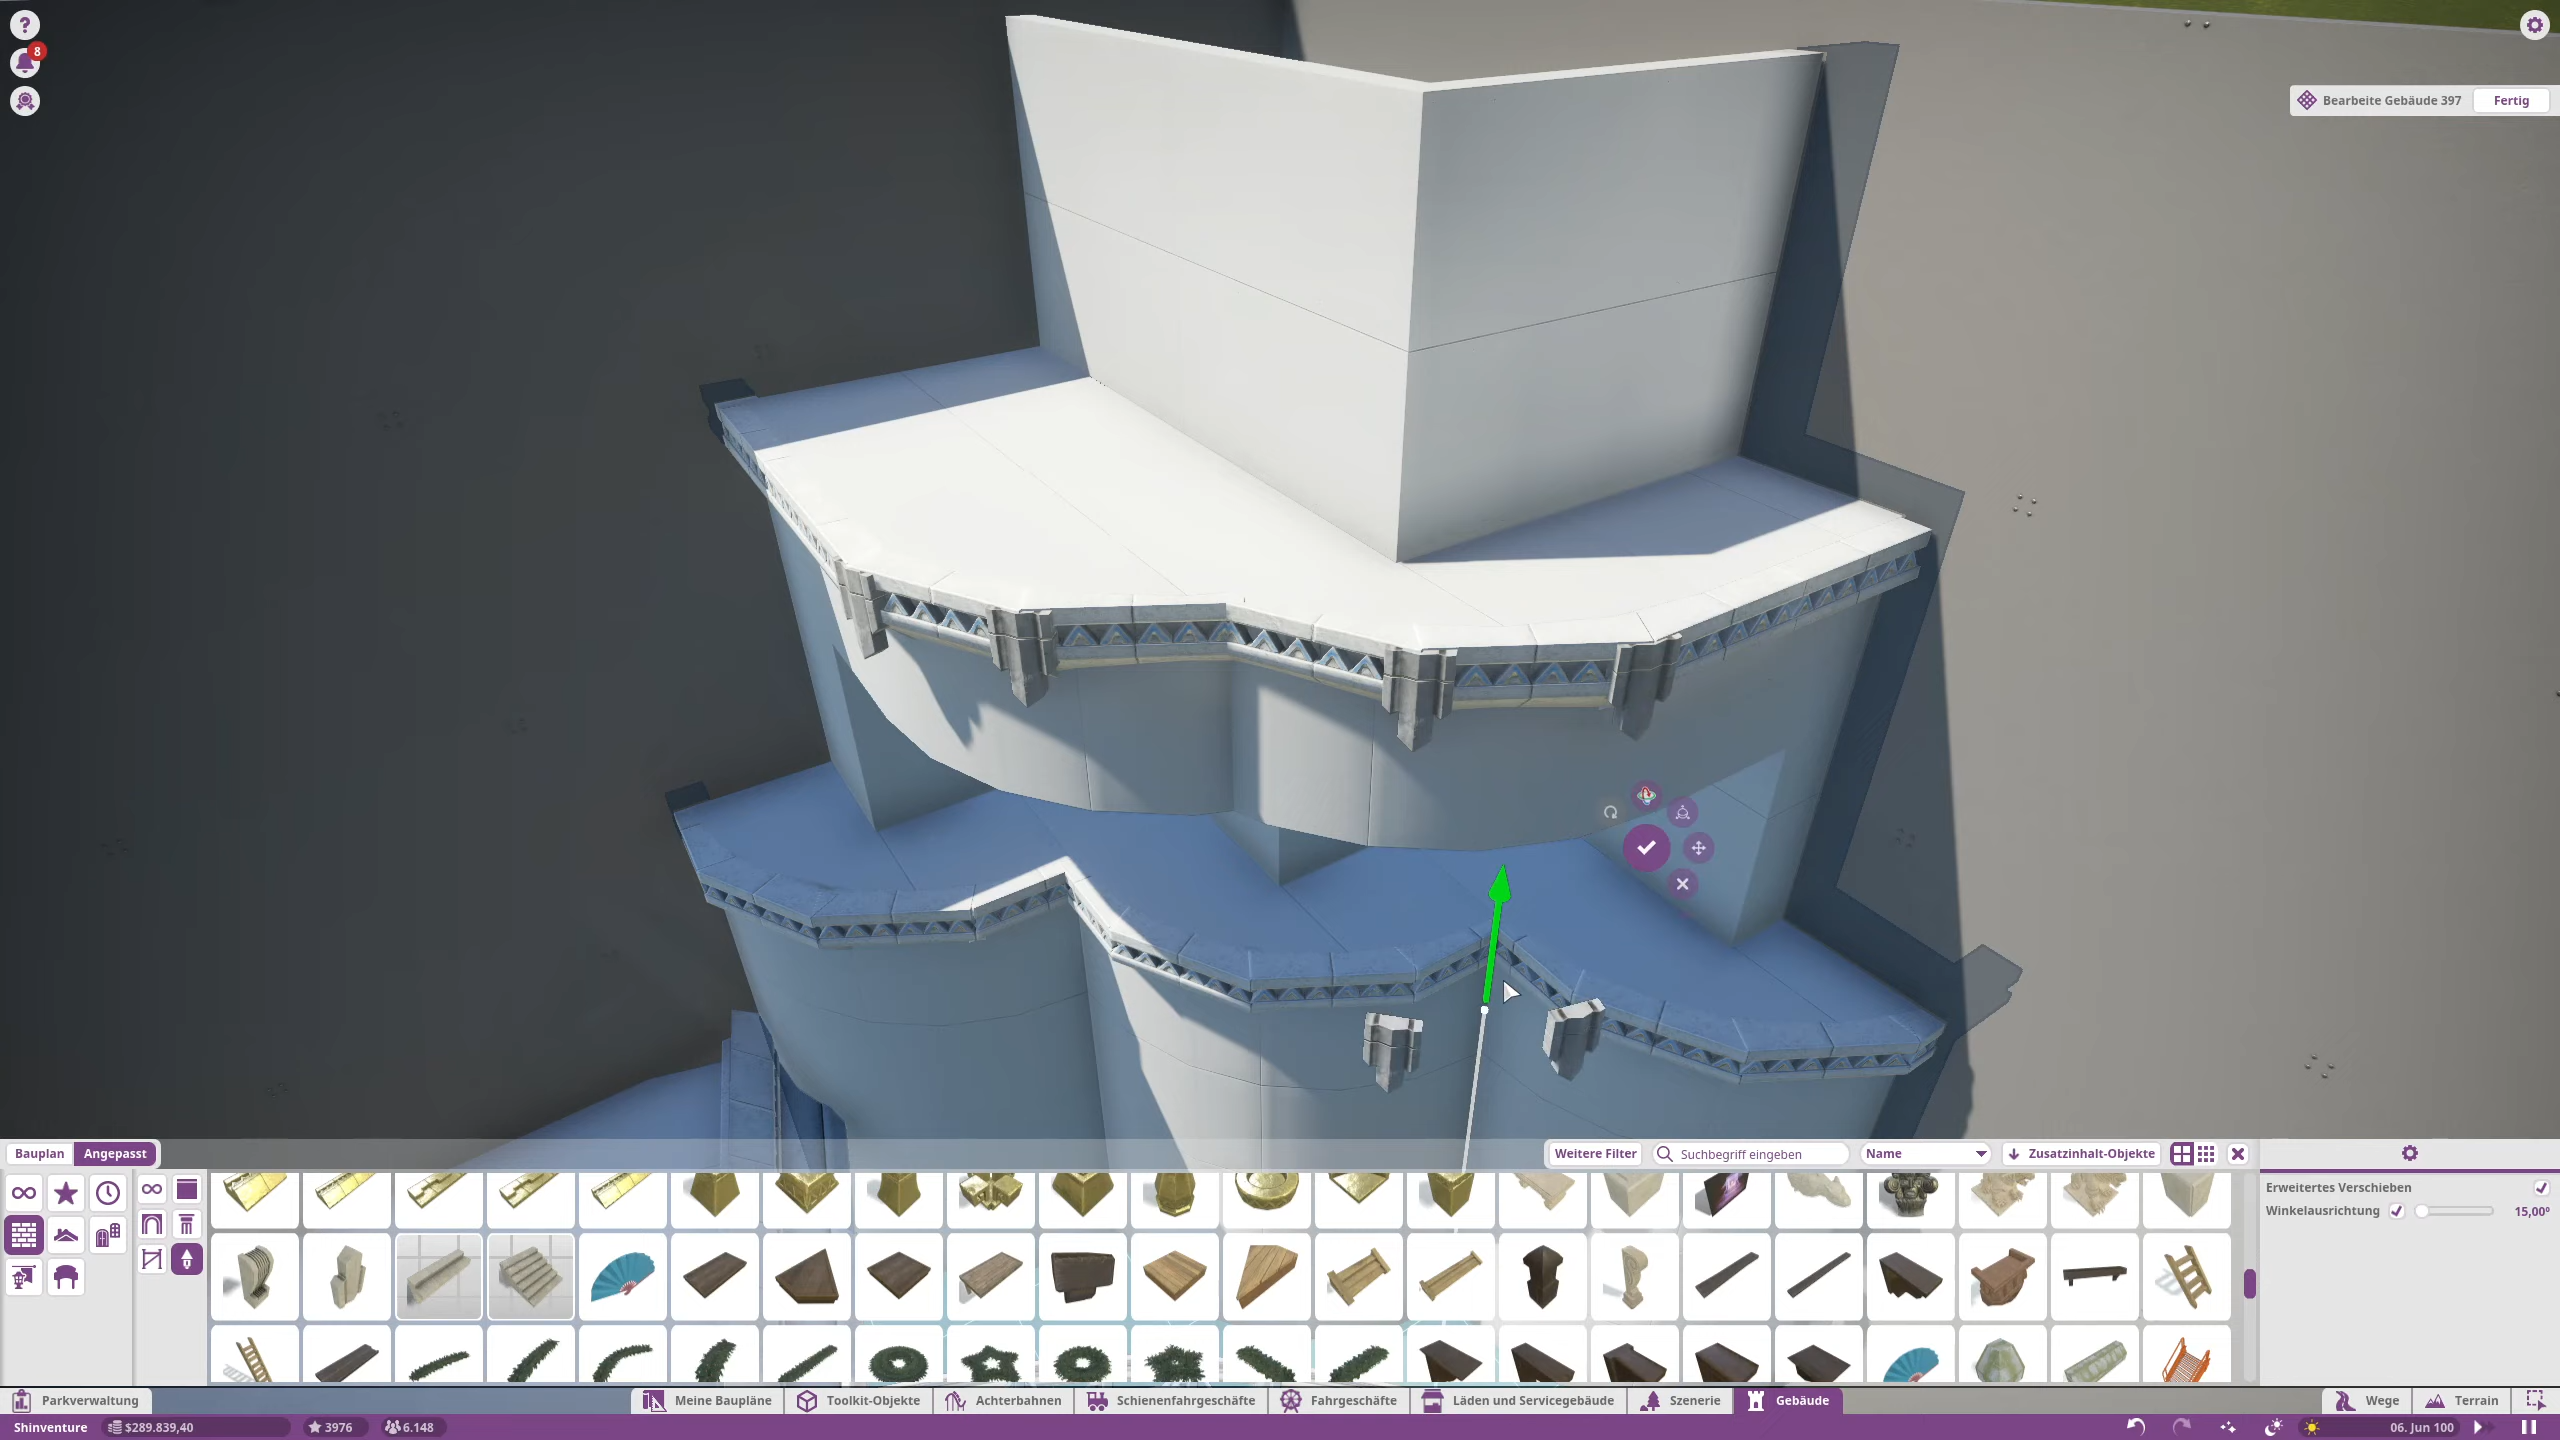 ?
8
Bearbeite Gebäude 397
Fertig
Bauplan
Angepasst
Weitere Filter
Suchbegriff eingeben
Name
Zusatzinhalt-Objekte
Erweitertes Verschieben
Winkelausrichtung
15,00°
Parkverwaltung
Meine Baupläne
Toolkit-Objekte
Achterbahnen
Schienenfahrgeschäfte
Fahrgeschäfte
Läden und Servicegebäude
Szenerie
Gebäude
Wege
Terrain
Shinventure
$289.839,40
3976
6.148
06. Jun 100